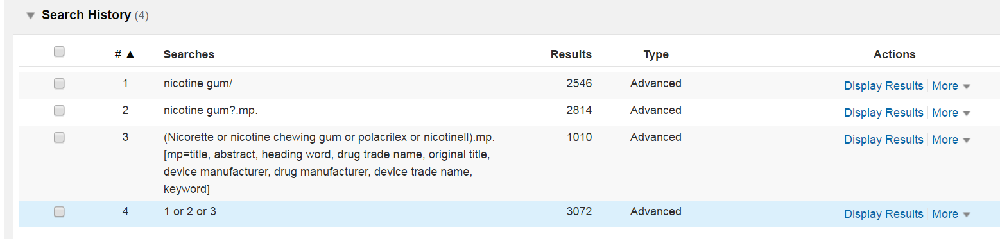 Search History (4)
# ▲ Searches Results Type Actions
1 nicotine gum/ 2546 Advanced Display Results More
2 nicotine gum?.mp. 2814 Advanced Display Results More
3 (Nicorette or nicotine chewing gum or polacrilex or nicotinell).mp. 1010 Advanced Display Results More
[mp=title, abstract, heading word, drug trade name, original title,
device manufacturer, drug manufacturer, device trade name,
keyword]
4 1 or 2 or 3 3072 Advanced Display Results More